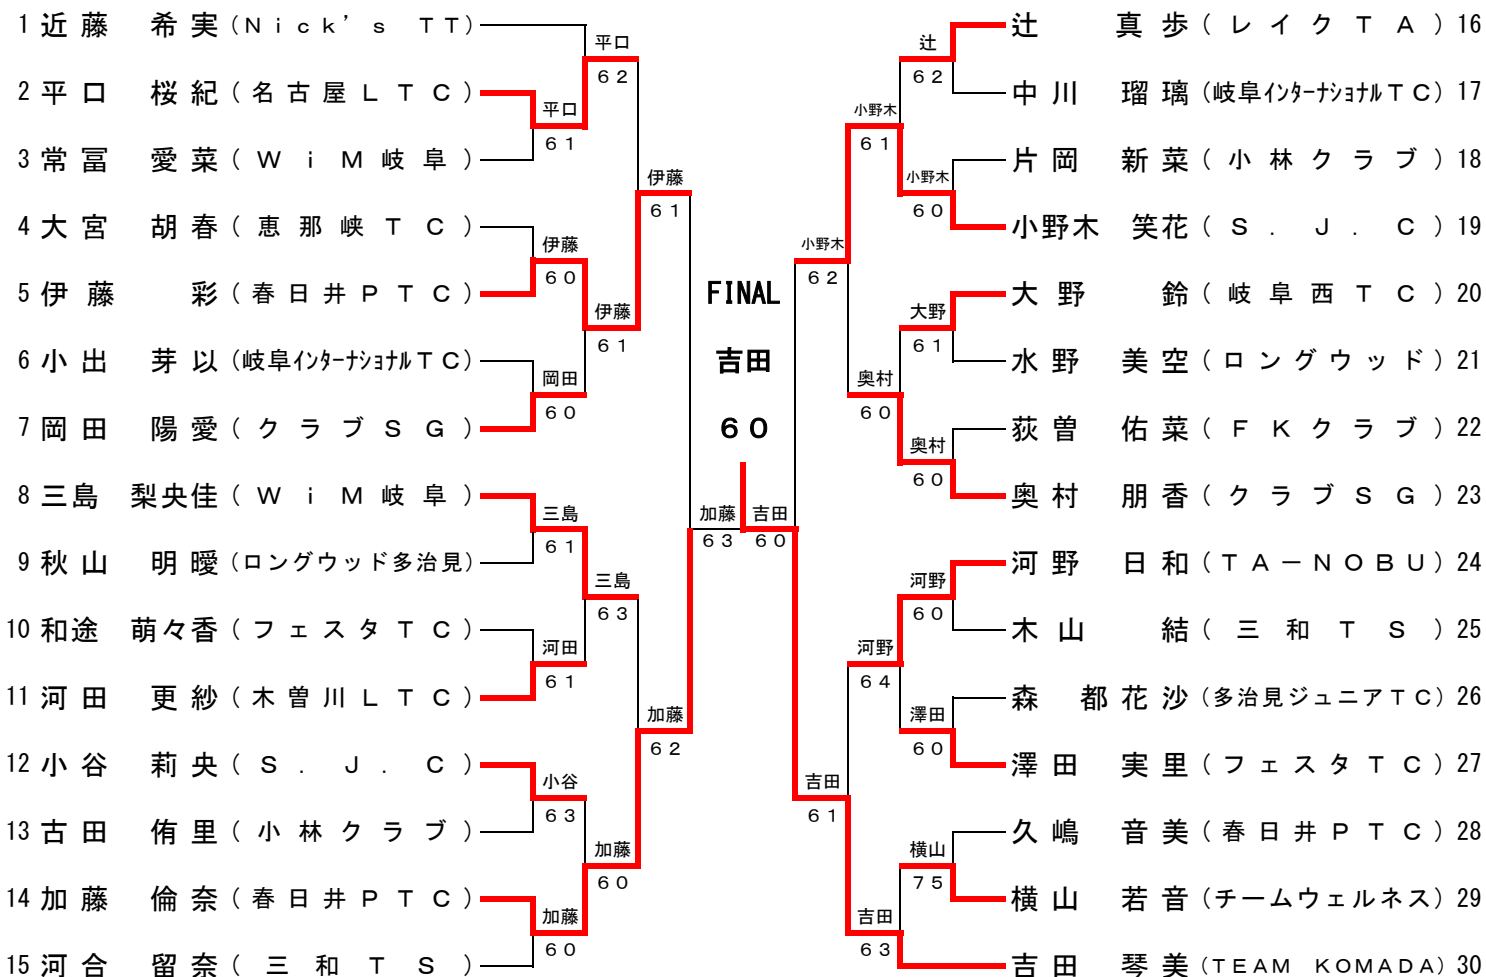 1 近藤 希実 (Nick's TT)
2 平口 桜紀 (名古屋LTC)
3 常冨 愛菜 (WiM岐阜)
4 大宮 胡春 (恵那峡TC)
5 伊藤 彩 (春日井PTC)
6 小出 芽以 (岐阜ｲﾝﾀｰﾅｼｮﾅﾙTC)
7 岡田 陽愛 (クラブSG)
8 三島 梨央佳 (WiM岐阜)
9 秋山 明曖 (ロングウッド多治見)
10 和途 萌々香 (フェスタTC)
11 河田 更紗 (木曽川LTC)
12 小谷 莉央 (S.J.C)
13 古田 侑里 (小林クラブ)
14 加藤 倫奈 (春日井PTC)
15 河合 留奈 (三和TS)
平口
61
伊藤
60
岡田
60
三島
61
河田
61
小谷
63
加藤
60
平口
62
伊藤
61
三島
63
加藤
60
伊藤
61
加藤
62
加藤
63
FINAL
吉田
60
吉田
60
小野木
62
吉田
61
小野木
61
奥村
60
河野
64
吉田
63
辻
62
小野木
60
大野
61
奥村
60
河野
60
澤田
60
横山
75
辻 真歩 (レイクTA) 16
中川 瑠璃 (岐阜ｲﾝﾀｰﾅｼｮﾅﾙTC) 17
片岡 新菜 (小林クラブ) 18
小野木 笑花 (S.J.C) 19
大野 鈴 (岐阜西TC) 20
水野 美空 (ロングウッド) 21
荻曽 佑菜 (FKクラブ) 22
奥村 朋香 (クラブSG) 23
河野 日和 (TA－NOBU) 24
木山 結 (三和TS) 25
森 都花沙 (多治見ジュニアTC) 26
澤田 実里 (フェスタTC) 27
久嶋 音美 (春日井PTC) 28
横山 若音 (チームウェルネス) 29
吉田 琴美 (TEAM KOMADA) 30